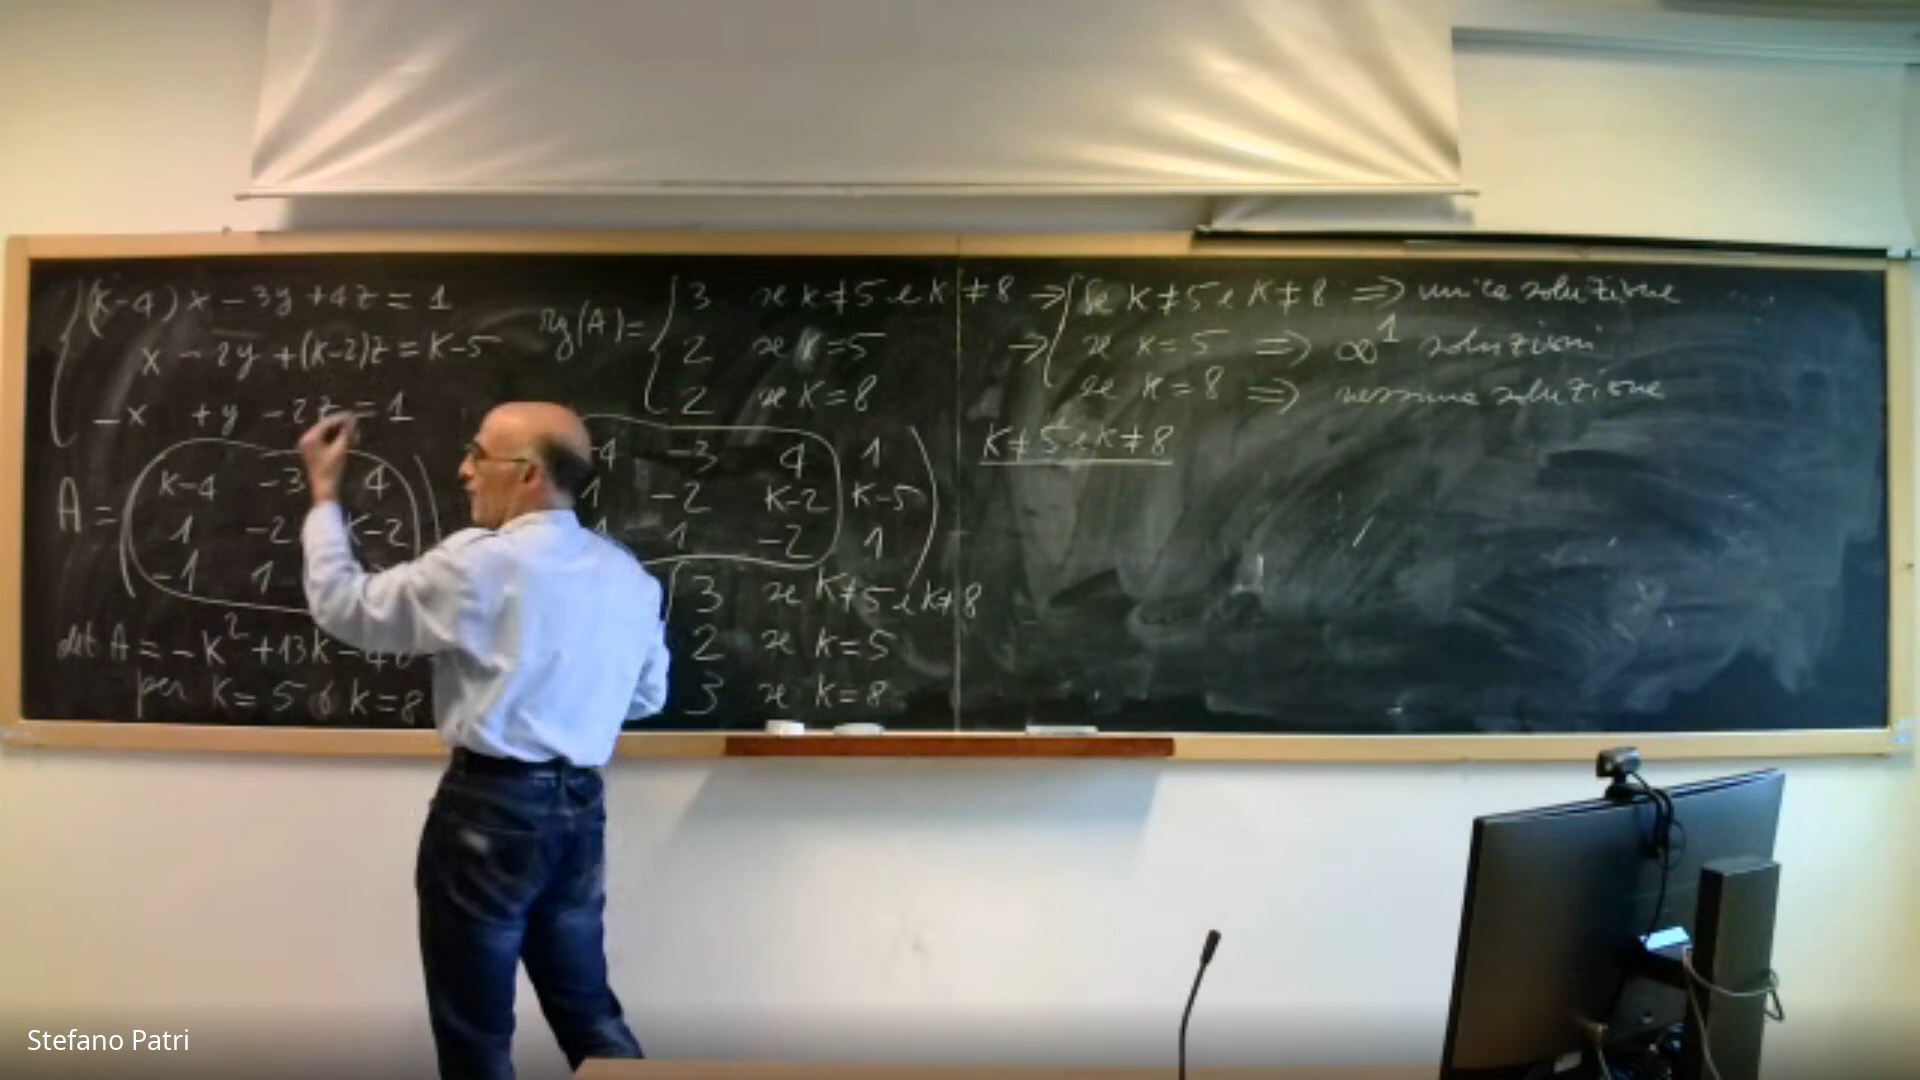 (K-4)x - 3y + 4z = 1
x - 2y + (K-2)z = K-5
-x + y - 2z = 1
A = ( K-4 -3 4
1 -2 K-2
-1 1
det A = -K² + 13K - 40
per K = 5 o K = 8
rg(A) = { 3 se K≠5 e K≠8
2 se K=5
2 se K=8
-4 -3 4 1
1 -2 K-2 K-5
1 1 -2 1
3 se K≠5 e K≠8
2 se K=5
3 se K=8
→ { Se K≠5 e K≠8 ⇒ unica soluzione
→ se K=5 ⇒ ∞¹ soluzioni
se K=8 ⇒ nessuna soluzione
K≠5 e K≠8
Stefano Patri